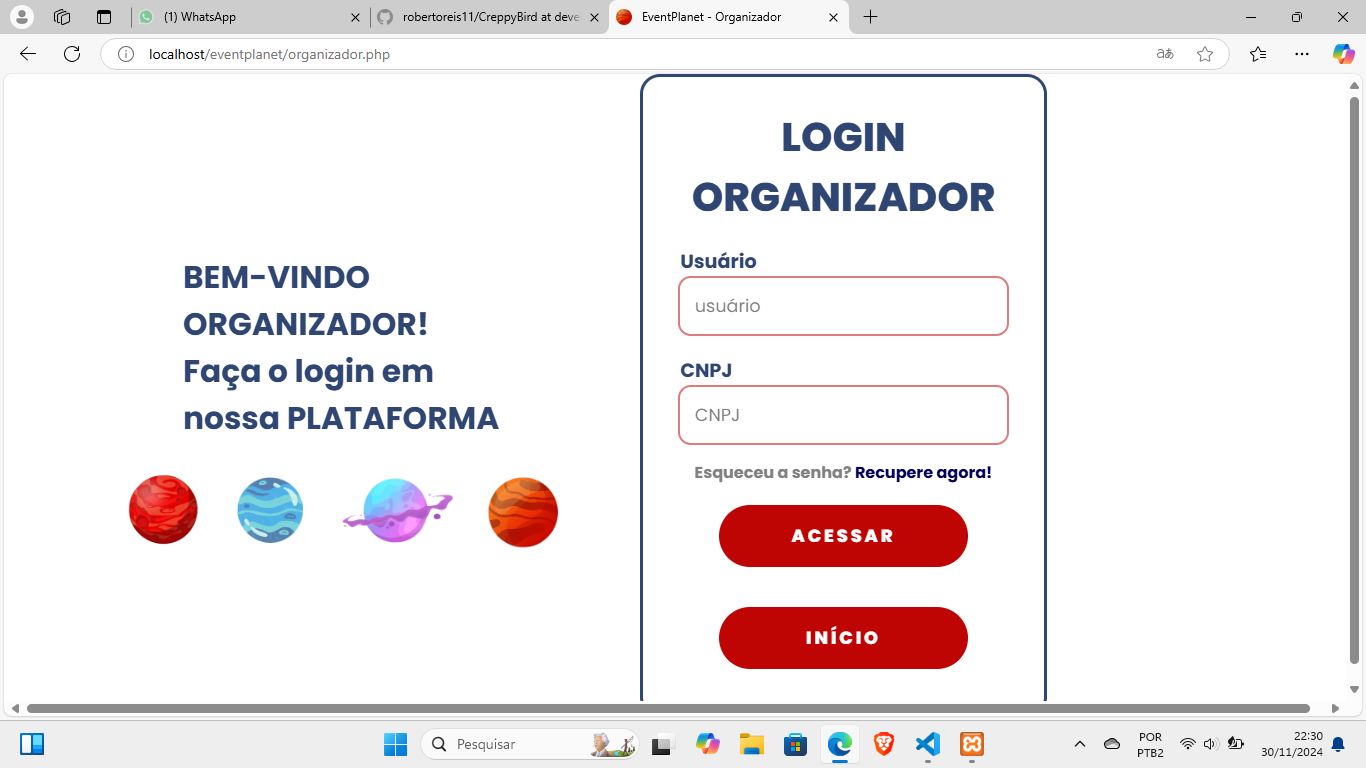 (1) WhatsApp
robertoreis11/CreppyBird at deve
EventPlanet - Organizador
localhost/eventplanet/organizador.php
aあ
BEM-VINDO
ORGANIZADOR!
Faça o login em
nossa PLATAFORMA
LOGIN
ORGANIZADOR
Usuário
usuário
CNPJ
CNPJ
Esqueceu a senha? Recupere agora!
ACESSAR
INÍCIO
Pesquisar
POR
PTB2
22:30
30/11/2024